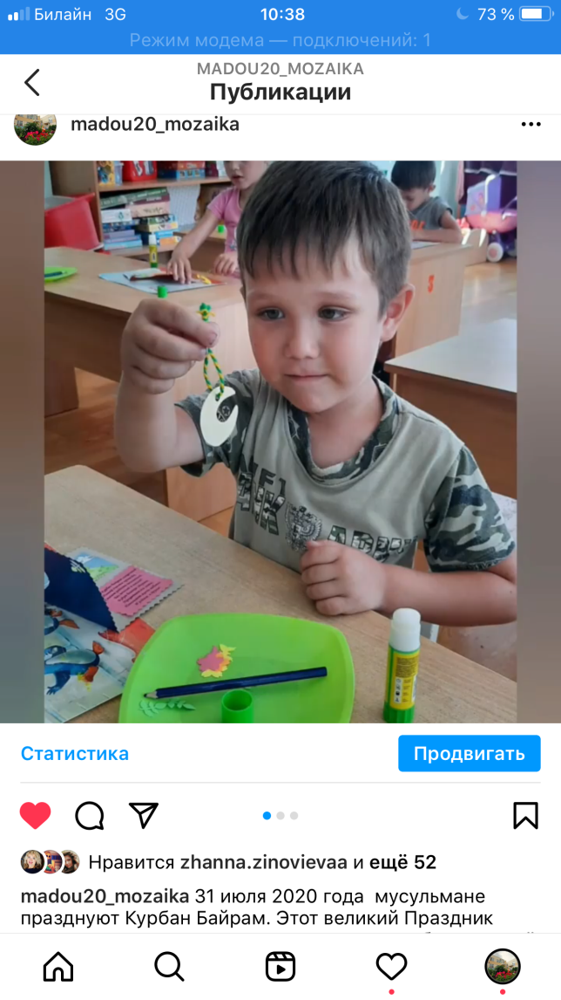 Билайн 3G 10:38 73 %
Режим модема — подключений: 1
MADOU20_MOZAIKA
Публикации
madou20_mozaika
Статистика
Продвигать
Нравится zhanna.zinovievaa и ещё 52
madou20_mozaika 31 июля 2020 года мусульмане
празднуют Курбан Байрам. Этот великий Праздник